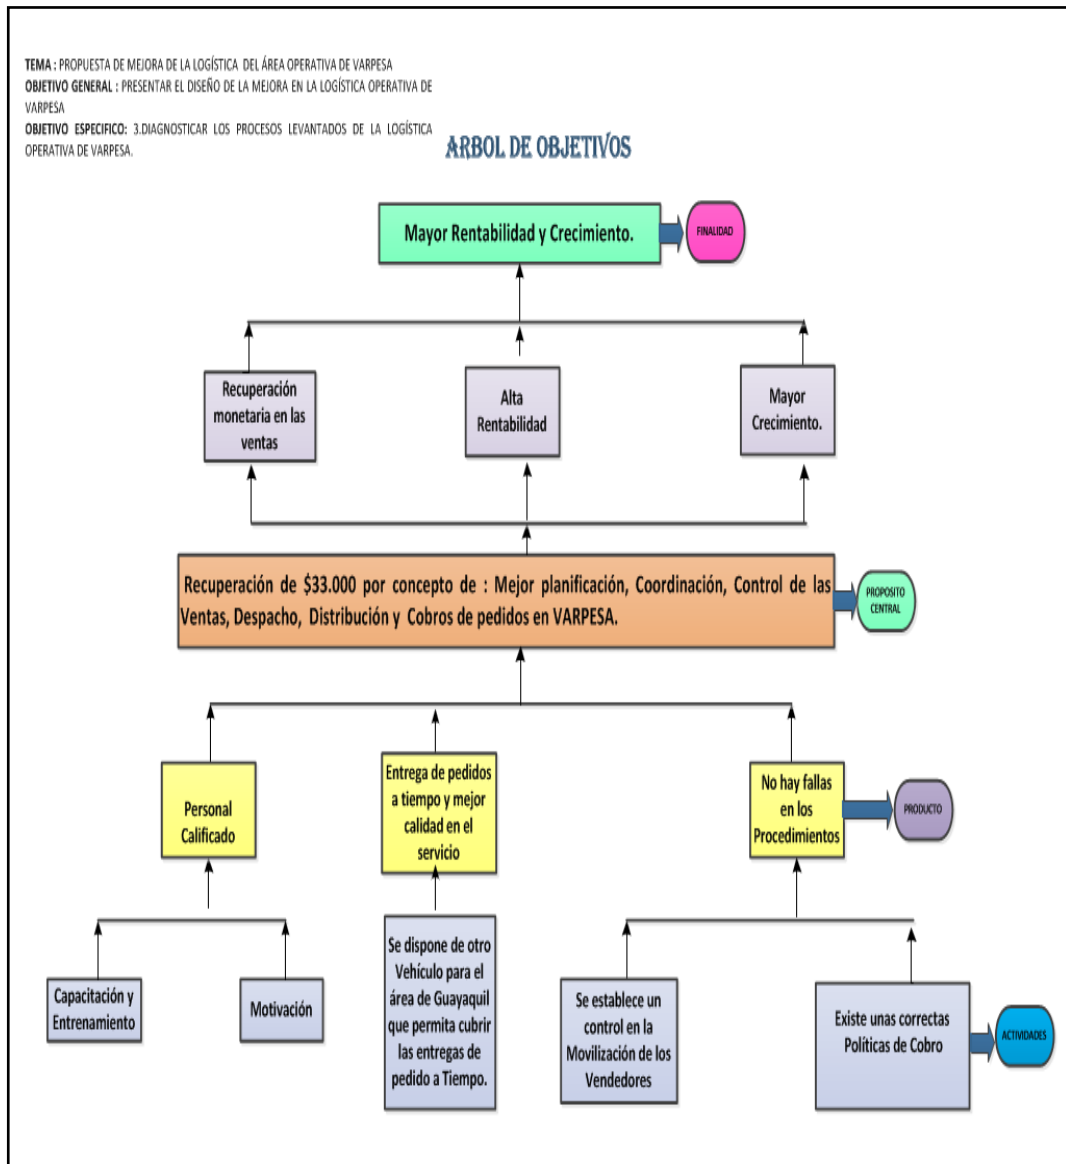 TEMA : PROPUESTA DE MEJORA DE LA LOGÍSTICA DEL ÁREA OPERATIVA DE VARPESA
OBJETIVO GENERAL : PRESENTAR EL DISEÑO DE LA MEJORA EN LA LOGÍSTICA OPERATIVA DE
VARPESA
OBJETIVO ESPECIFICO: 3.DIAGNOSTICAR LOS PROCESOS LEVANTADOS DE LA LOGÍSTICA
OPERATIVA DE VARPESA.
ARBOL DE OBJETIVOS
Mayor Rentabilidad y Crecimiento.
FINALIDAD
Recuperación
monetaria en las
ventas
Alta
Rentabilidad
Mayor
Crecimiento.
Recuperación de $33.000 por concepto de : Mejor planificación, Coordinación, Control de las
Ventas, Despacho, Distribución y Cobros de pedidos en VARPESA.
PROPOSITO
CENTRAL
Personal
Calificado
Entrega de pedidos
a tiempo y mejor
calidad en el
servicio
No hay fallas
en los
Procedimientos
PRODUCTO
Capacitación y
Entrenamiento
Motivación
Se dispone de otro
Vehículo para el
área de Guayaquil
que permita cubrir
las entregas de
pedido a Tiempo.
Se establece un
control en la
Movilización de los
Vendedores
Existe unas correctas
Políticas de Cobro
ACTIVIDADES